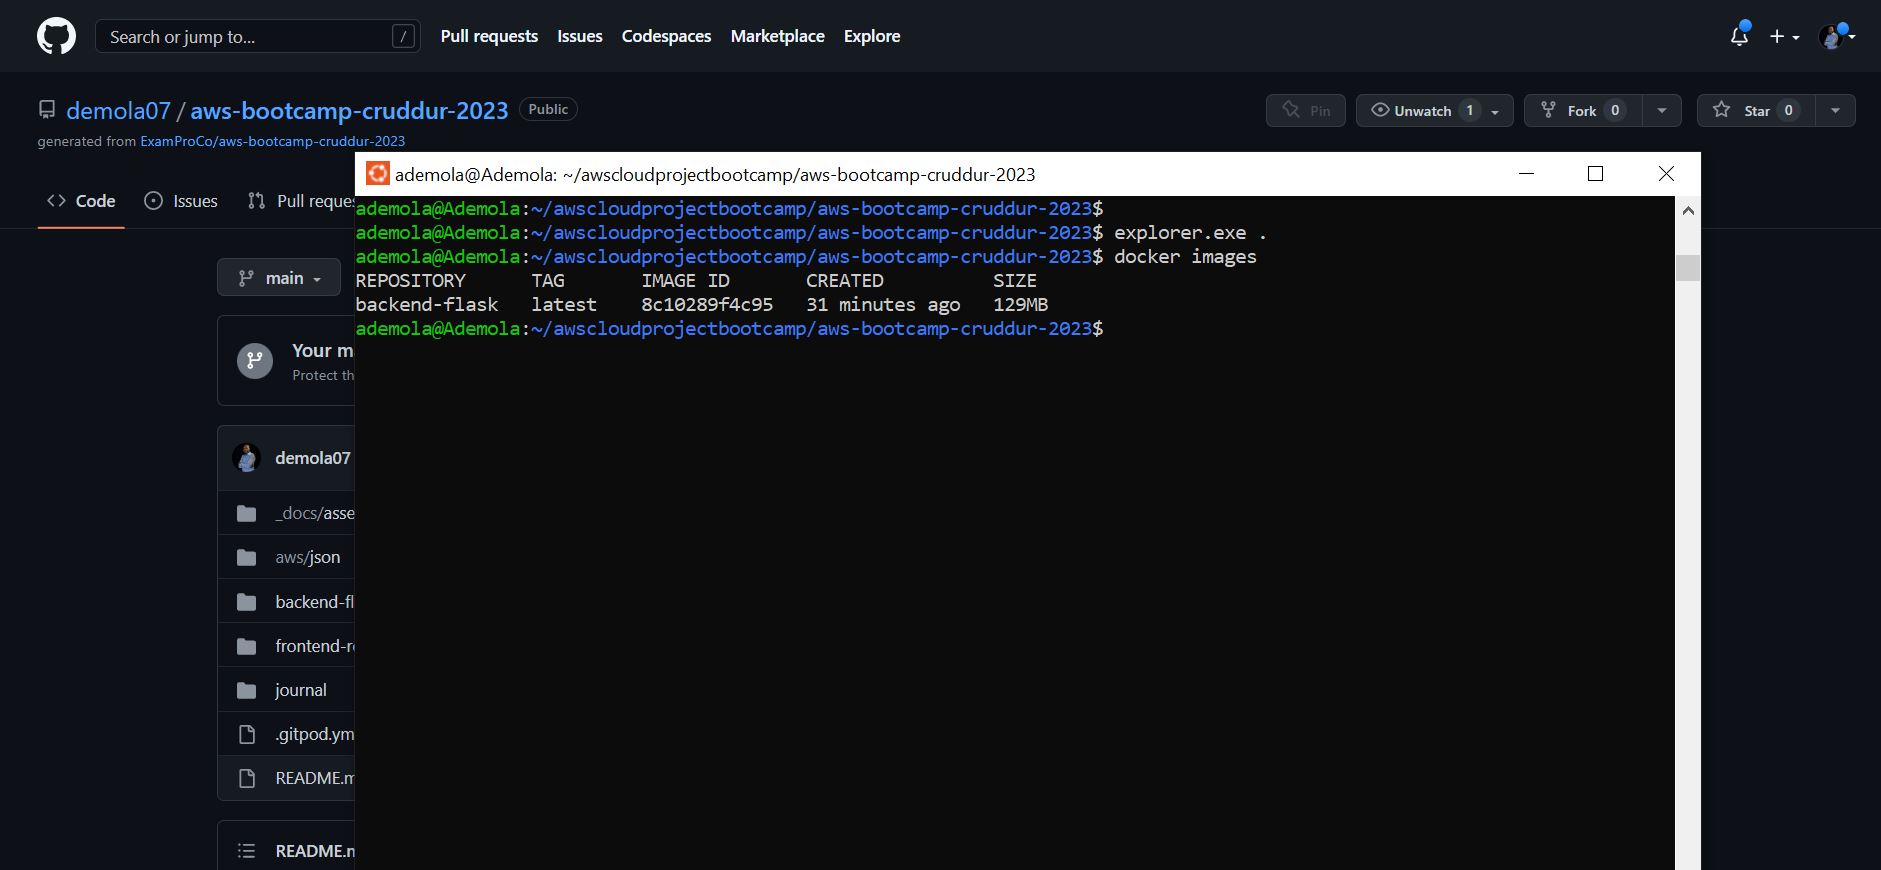 Search or jump to... /
Pull requests Issues Codespaces Marketplace Explore
demola07 / aws-bootcamp-cruddur-2023 Public
Pin Unwatch 1 Fork 0 Star 0
generated from ExamProCo/aws-bootcamp-cruddur-2023
Code Issues Pull reques
main
Your m
Protect th
demola07
_docs/asse
aws/json
backend-fl
frontend-re
journal
.gitpod.ym
README.m
README.m
ademola@Ademola: ~/awscloudprojectbootcamp/aws-bootcamp-cruddur-2023
ademola@Ademola:~/awscloudprojectbootcamp/aws-bootcamp-cruddur-2023$
ademola@Ademola:~/awscloudprojectbootcamp/aws-bootcamp-cruddur-2023$ explorer.exe .
ademola@Ademola:~/awscloudprojectbootcamp/aws-bootcamp-cruddur-2023$ docker images
REPOSITORY TAG IMAGE ID CREATED SIZE
backend-flask latest 8c10289f4c95 31 minutes ago 129MB
ademola@Ademola:~/awscloudprojectbootcamp/aws-bootcamp-cruddur-2023$